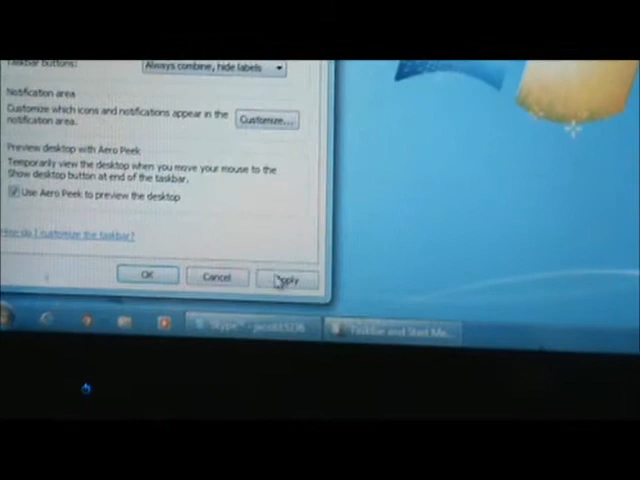 Taskbar buttons:
Always combine, hide labels
Notification area
Customize which icons and notifications appear in the
notification area.
Customize...
Preview desktop with Aero Peek
Temporarily view the desktop when you move your mouse to the
Show desktop button at end of the taskbar.
Use Aero Peek to preview the desktop
How do I customize the taskbar?
OK
Cancel
Apply
Skype™ -
Taskbar and Start Me...